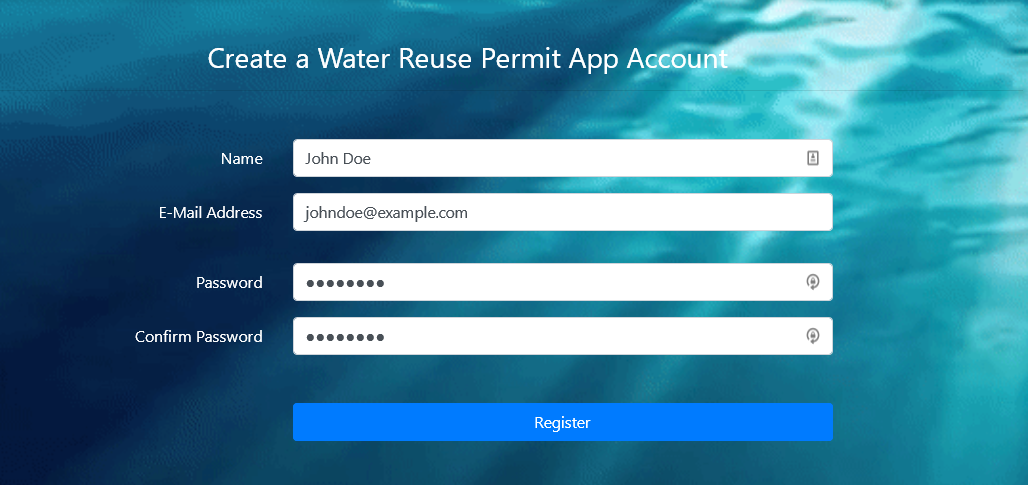 Create a Water Reuse Permit App Account
Name
John Doe
E-Mail Address
johndoe@example.com
Password
●●●●●●●●
Confirm Password
●●●●●●●●
Register